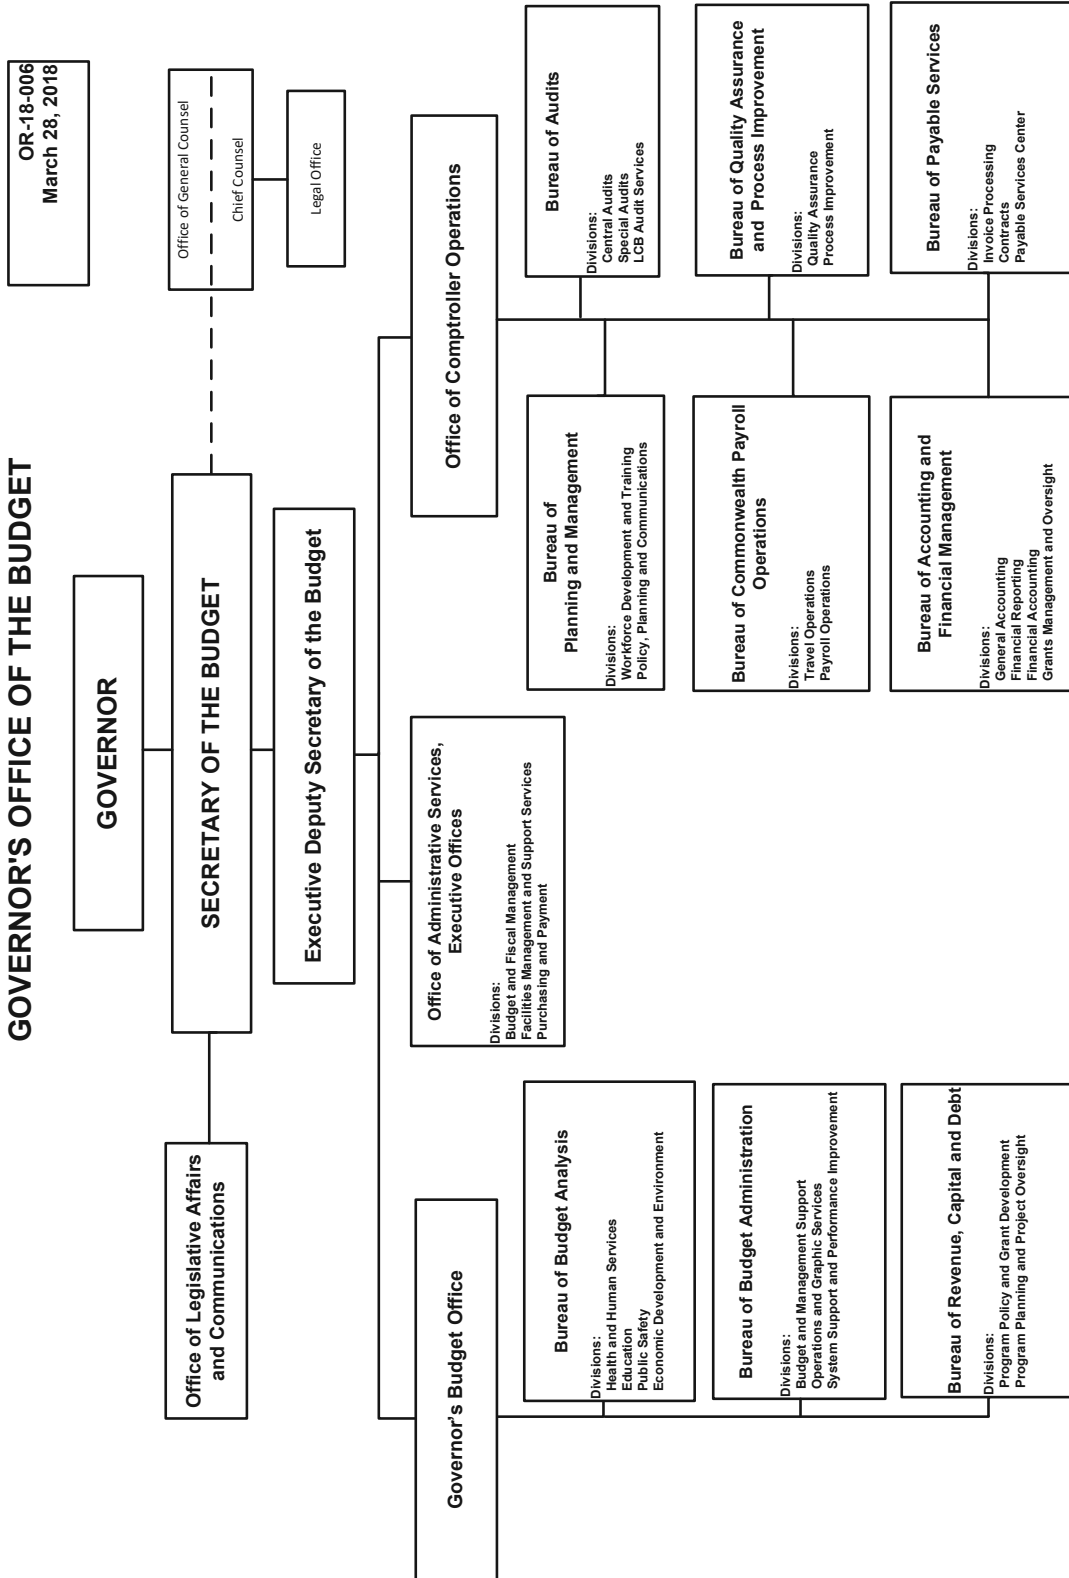 GOVERNOR'S OFFICE OF THE BUDGET
OR-18-006
March 28, 2018
GOVERNOR
Office of Legislative Affairs
and Communications
SECRETARY OF THE BUDGET
Office of General Counsel
Chief Counsel
Legal Office
Executive Deputy Secretary of the Budget
Governor's Budget Office
Office of Administrative Services,
Executive Offices
Divisions:
Budget and Fiscal Management
Facilities Management and Support Services
Purchasing and Payment
Office of Comptroller Operations
Bureau of Budget Analysis
Divisions:
Health and Human Services
Education
Public Safety
Economic Development and Environment
Bureau of Budget Administration
Divisions:
Budget and Management Support
Operations and Graphic Services
System Support and Performance Improvement
Bureau of Revenue, Capital and Debt
Divisions:
Program Policy and Grant Development
Program Planning and Project Oversight
Bureau of
Planning and Management
Divisions:
Workforce Development and Training
Policy, Planning and Communications
Bureau of Audits
Divisions:
Central Audits
Special Audits
LCB Audit Services
Bureau of Commonwealth Payroll
Operations
Divisions:
Travel Operations
Payroll Operations
Bureau of Quality Assurance
and Process Improvement
Divisions:
Quality Assurance
Process Improvement
Bureau of Accounting and
Financial Management
Divisions:
General Accounting
Financial Reporting
Financial Accounting
Grants Management and Oversight
Bureau of Payable Services
Divisions:
Invoice Processing
Contracts
Payable Services Center